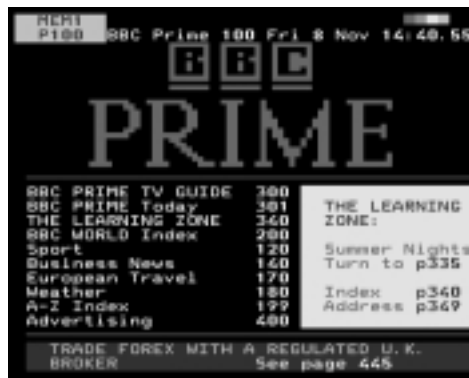 MEM1
P100 BBC Prime 100 Fri 8 Nov 14:40.55
BBC
PRIME
BBC PRIME TV GUIDE 300
BBC PRIME Today 301
THE LEARNING ZONE 340
BBC WORLD Index 200
Sport 120
Business News 140
European Travel 170
Weather 180
A-Z Index 199
Advertising 400
THE LEARNING
ZONE:
Summer Nights
Turn to p335
Index p340
Address p349
TRADE FOREX WITH A REGULATED U.K.
BROKER See page 445